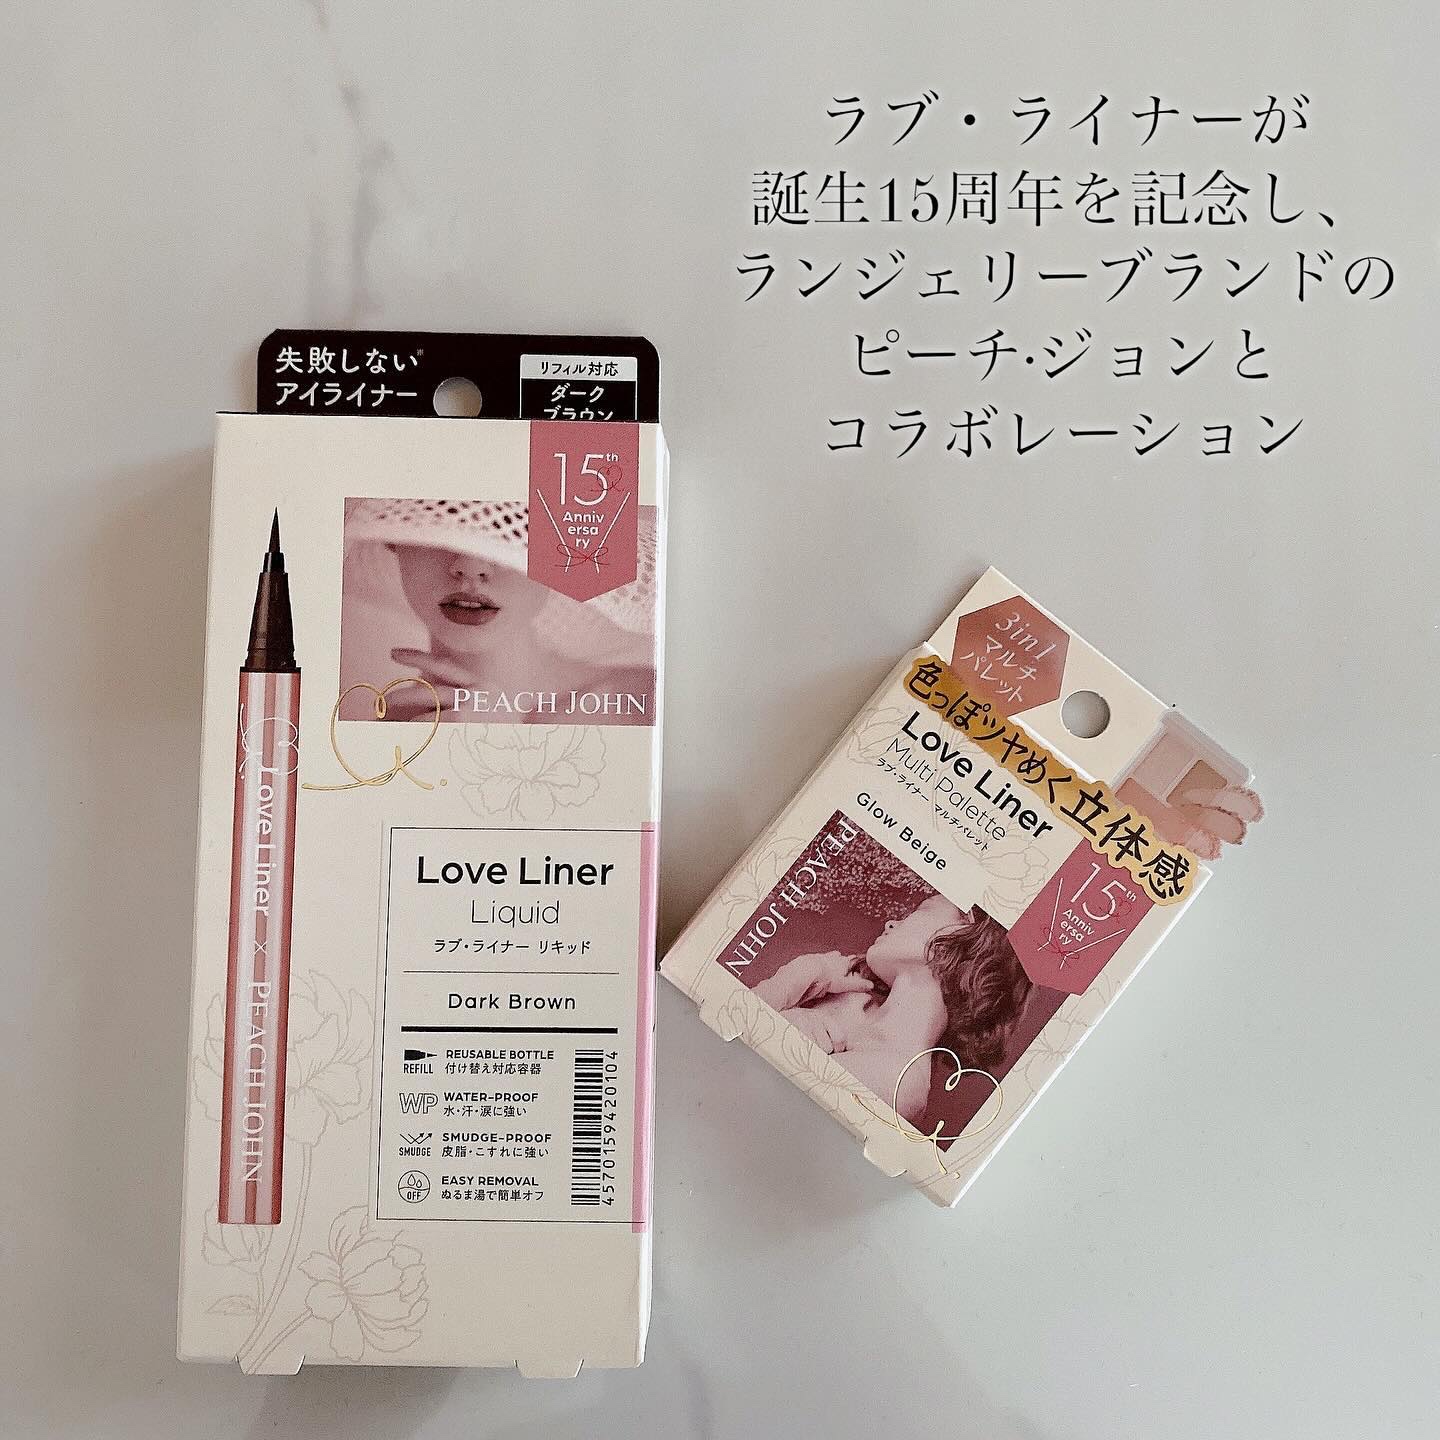 ラブ・ライナーが
誕生15周年を記念し、
ランジェリーブランドの
ピーチ・ジョンと
コラボレーション
失敗しない※
アイライナー
リフィル対応
ダーク
ブラウン
15th
Anniv
ersa
ry
PEACH JOHN
Love Liner × PEACH JOHN
Love Liner
Liquid
ラブ・ライナー リキッド
Dark Brown
REFILL
REUSABLE BOTTLE
付け替え対応容器
WP
WATER-PROOF
水・汗・涙に強い
SMUDGE
SMUDGE-PROOF
皮脂・こすれに強い
OFF
EASY REMOVAL
ぬるま湯で簡単オフ
4570159420104
3in1
マルチ
パレット
色っぽツヤめく立体感
Love Liner
Multi Palette
ラブ・ライナー マルチパレット
Glow Beige
PEACH JOHN
15th
Anniv
ersa
ry